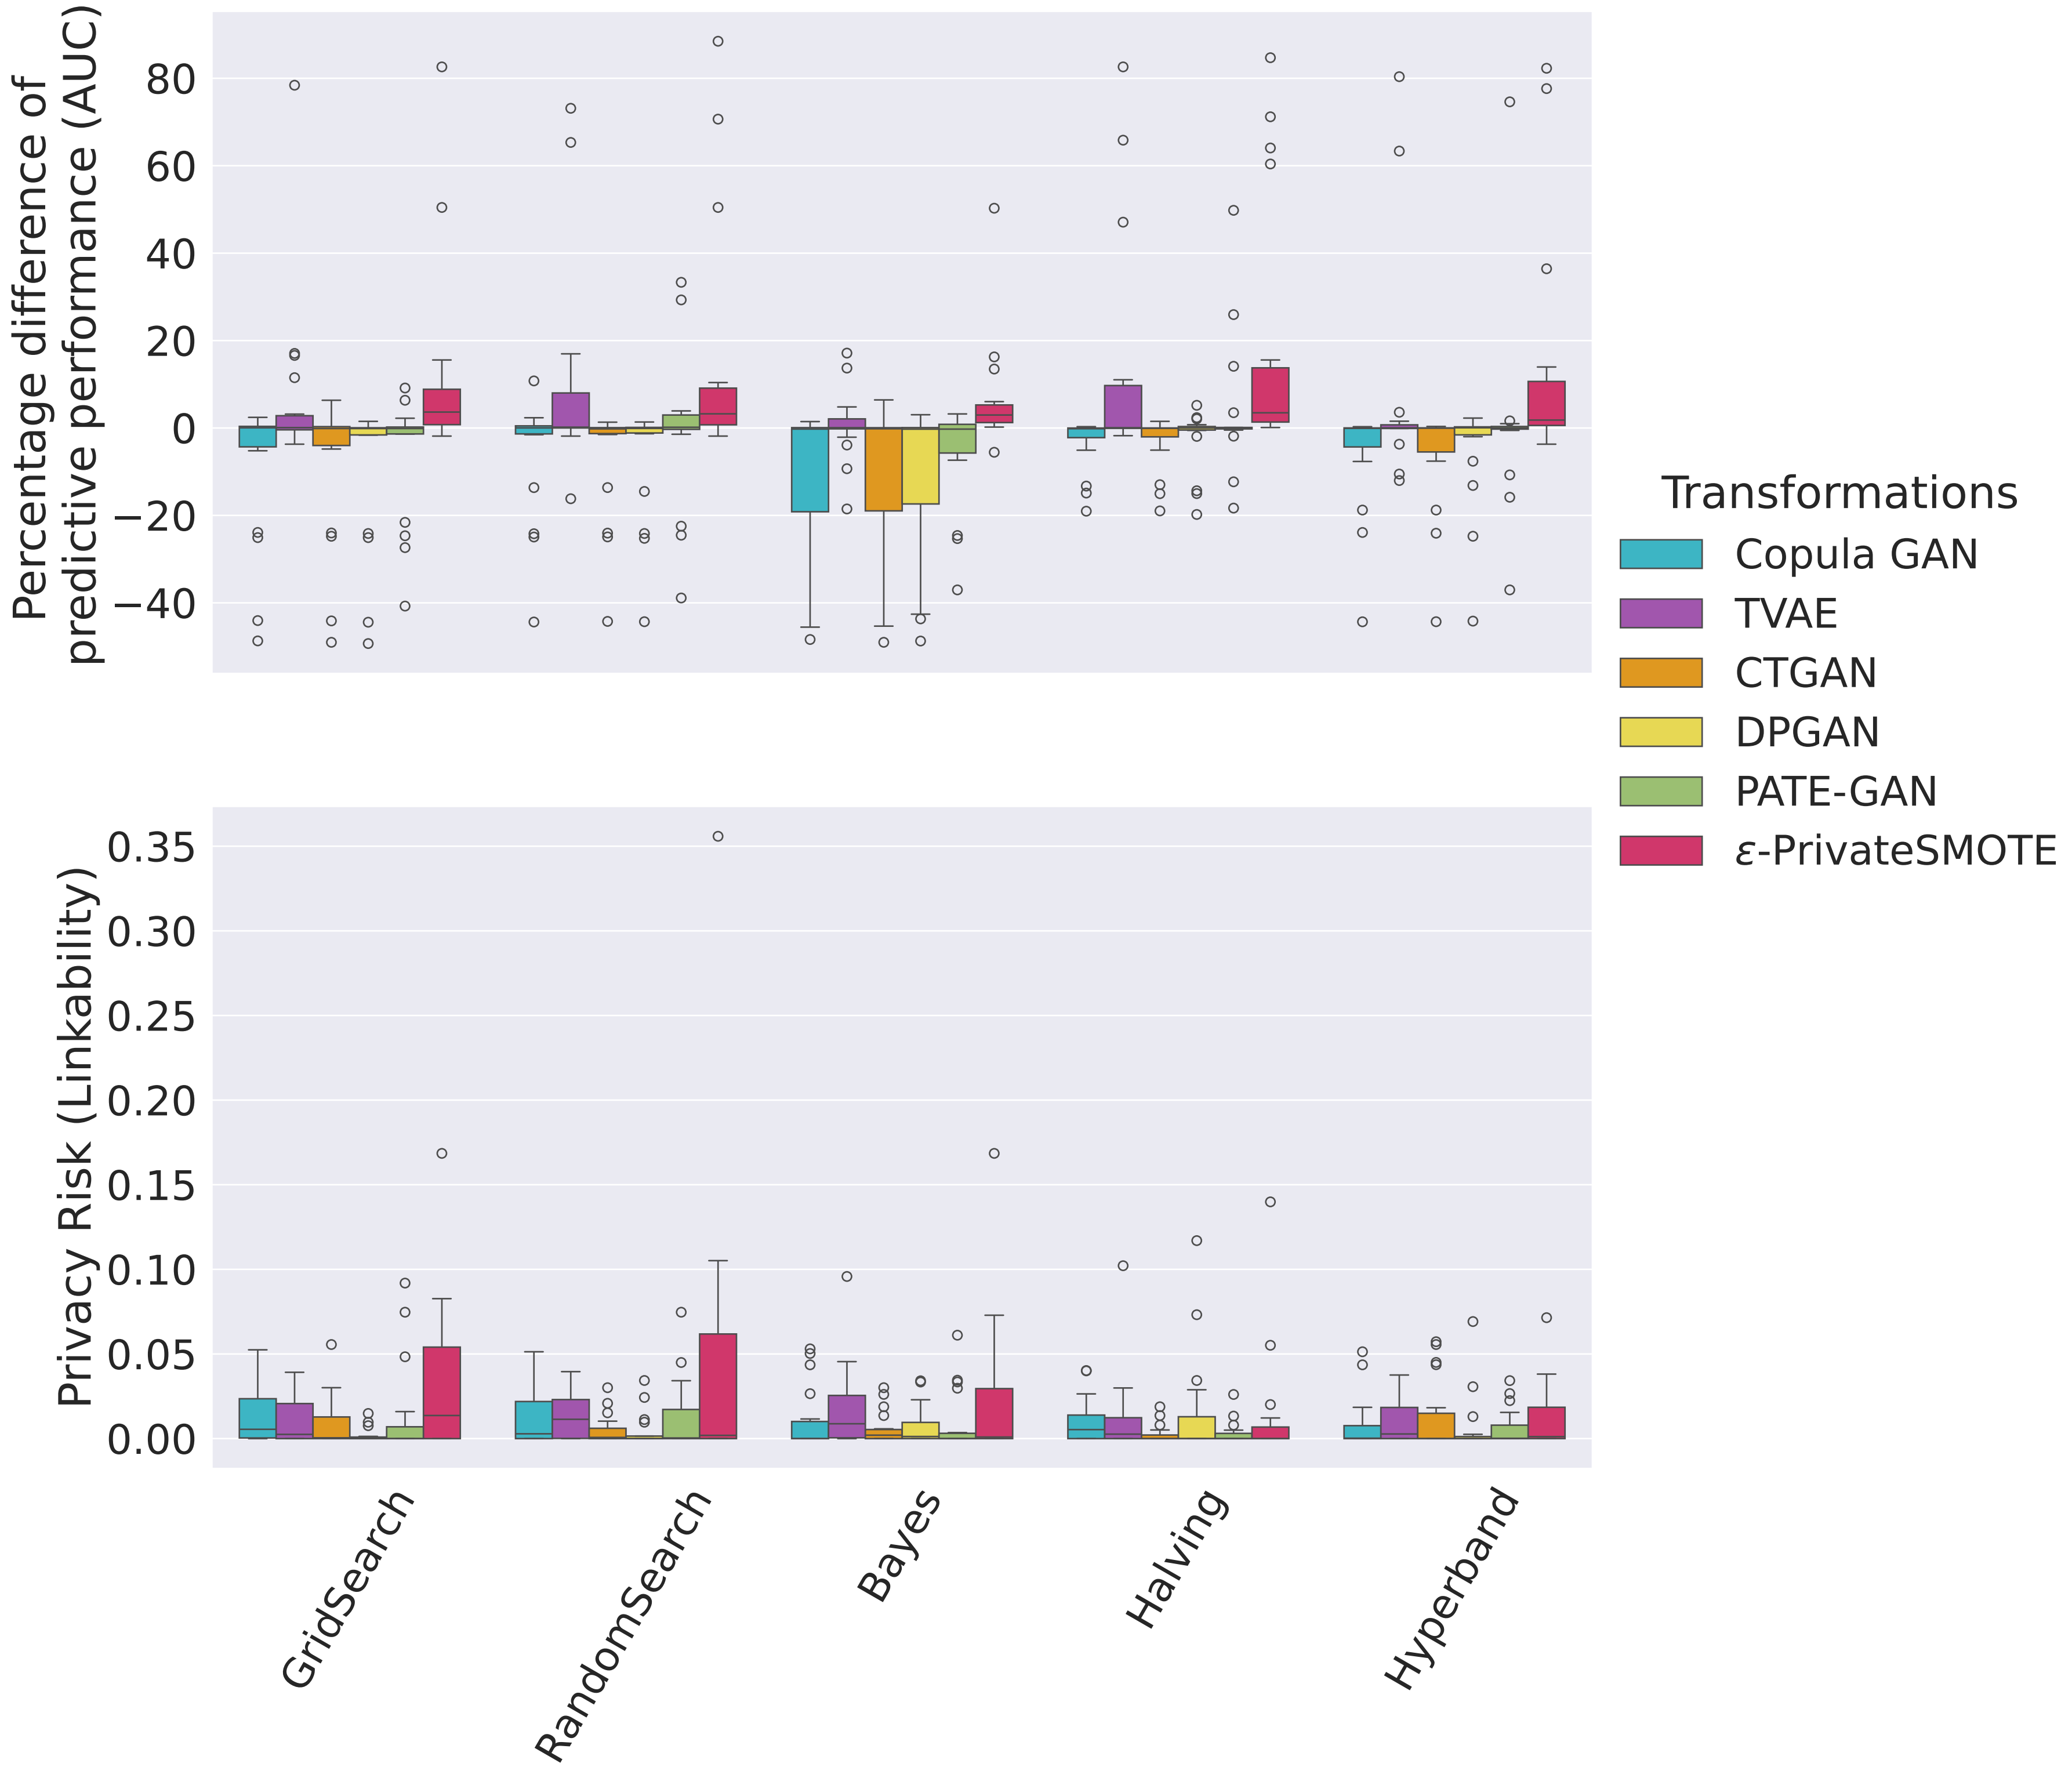 Percentage difference of
predictive performance (AUC)
80
60
40
20
0
−20
−40
Transformations
Copula GAN
TVAE
CTGAN
DPGAN
PATE-GAN
ε-PrivateSMOTE
Privacy Risk (Linkability)
0.35
0.30
0.25
0.20
0.15
0.10
0.05
0.00
GridSearch
RandomSearch
Bayes
Halving
Hyperband